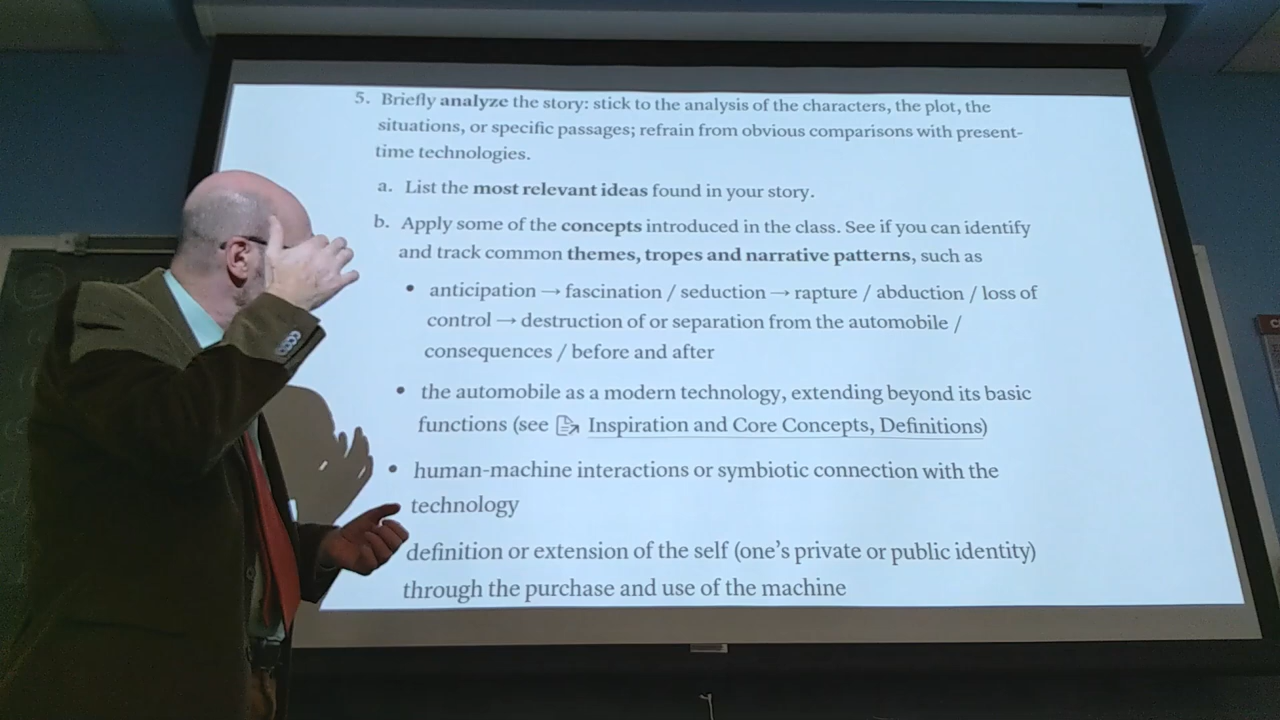 5. Briefly analyze the story: stick to the analysis of the characters, the plot, the
situations, or specific passages; refrain from obvious comparisons with present-
time technologies.
a. List the most relevant ideas found in your story.
b. Apply some of the concepts introduced in the class. See if you can identify
and track common themes, tropes and narrative patterns, such as
• anticipation → fascination / seduction → rapture / abduction / loss of
control → destruction of or separation from the automobile /
consequences / before and after
• the automobile as a modern technology, extending beyond its basic
functions (see Inspiration and Core Concepts, Definitions)
• human-machine interactions or symbiotic connection with the
technology
definition or extension of the self (one's private or public identity)
through the purchase and use of the machine